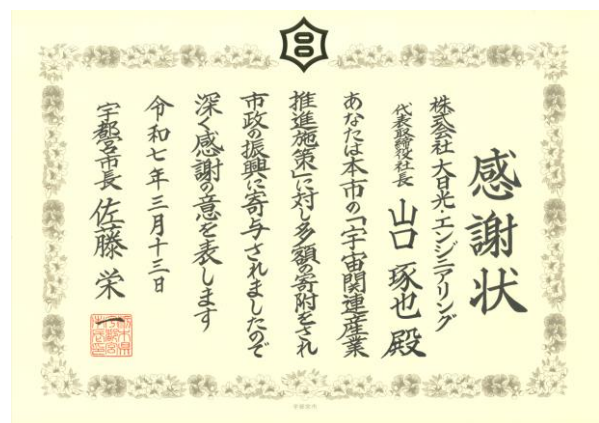 感謝状
株式会社 大日光・エンジニアリング
代表取締役社長 山口 琢也 殿
あなたは本市の「宇宙関連産業
推進施策」に対し多額の寄附をされ
市政の振興に寄与されましたので
深く感謝の意を表します
令和七年三月十三日
宇都宮市長 佐藤栄一